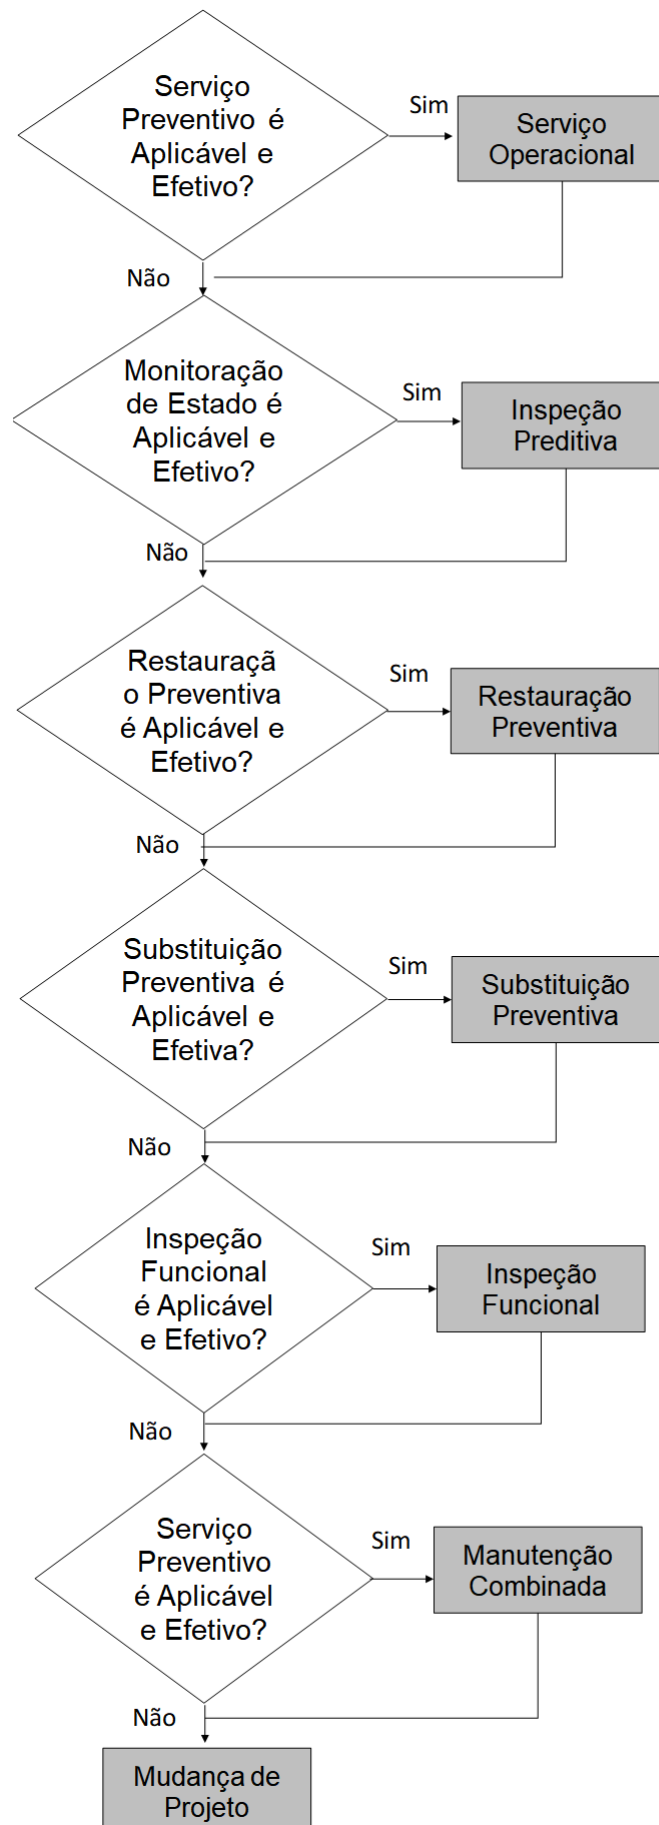 Serviço
Preventivo é
Aplicável e
Efetivo?
Sim
Serviço
Operacional
Não
Monitoração
de Estado é
Aplicável e
Efetivo?
Sim
Inspeção
Preditiva
Não
Restauraçã
o Preventiva
é Aplicável e
Efetivo?
Sim
Restauração
Preventiva
Não
Substituição
Preventiva é
Aplicável e
Efetiva?
Sim
Substituição
Preventiva
Não
Inspeção
Funcional
é Aplicável
e Efetivo?
Sim
Inspeção
Funcional
Não
Serviço
Preventivo
é Aplicável
e Efetivo?
Sim
Manutenção
Combinada
Não
Mudança de
Projeto